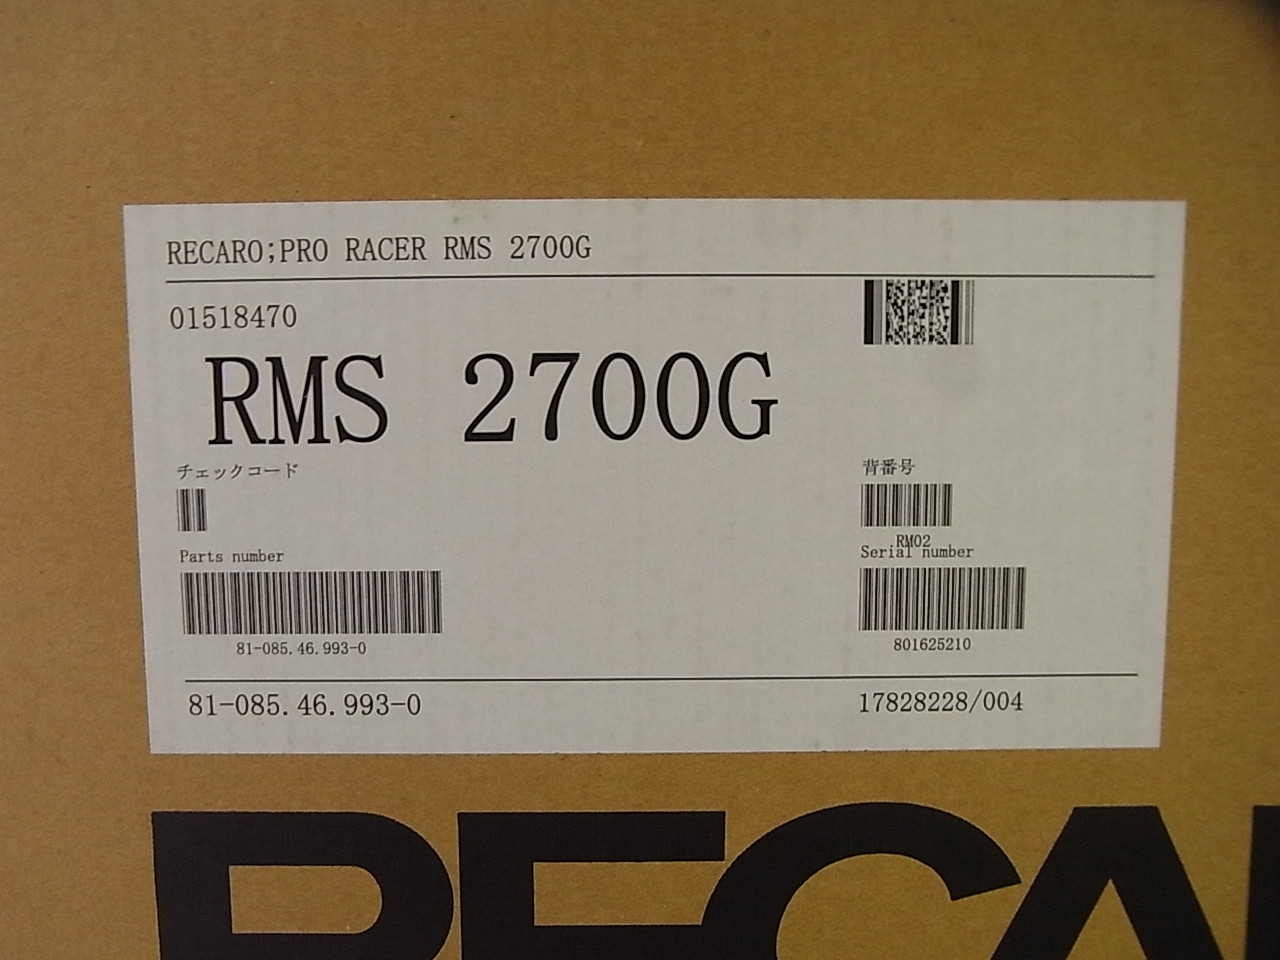 RECARO;PRO RACER RMS 2700G
01518470
RMS 2700G
チェックコード
背番号
RM02
Parts number
Serial number
81-085.46.993-0
801625210
81-085.46.993-0
17828228/004
RECA